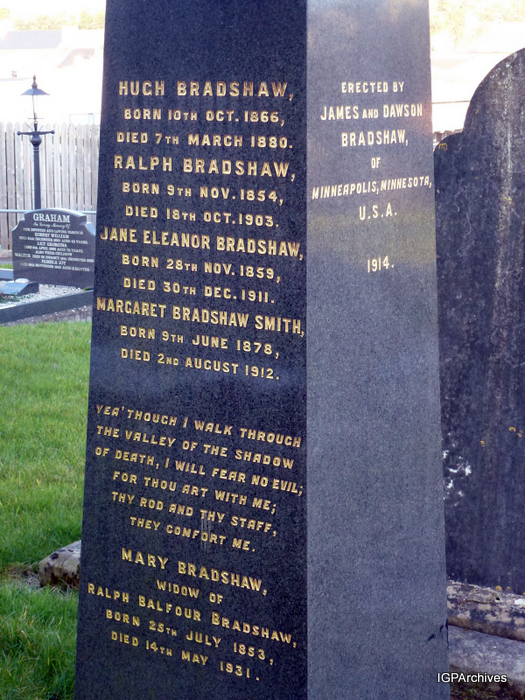 HUGH BRADSHAW,
BORN 10TH OCT. 1866,
DIED 7TH MARCH 1880.
RALPH BRADSHAW,
BORN 9TH NOV. 1854,
DIED 18TH OCT. 1903.
JANE ELEANOR BRADSHAW,
BORN 28TH NOV. 1859,
DIED 30TH DEC. 1911.
MARGARET BRADSHAW SMITH,
BORN 9TH JUNE 1878,
DIED 2ND AUGUST 1912.
YEA' THOUGH I WALK THROUGH
THE VALLEY OF THE SHADOW
OF DEATH, I WILL FEAR NO EVIL;
FOR THOU ART WITH ME;
THY ROD AND THY STAFF,
THEY COMFORT ME.
MARY BRADSHAW,
WIDOW OF
RALPH BALFOUR BRADSHAW,
BORN 25TH JULY 1853,
DIED 14TH MAY 1931.
ERECTED BY
JAMES AND DAWSON
BRADSHAW,
OF
MINNEAPOLIS, MINNESOTA,
U.S.A.
1914.
GRAHAM
In Loving Memory of
IGPArchives